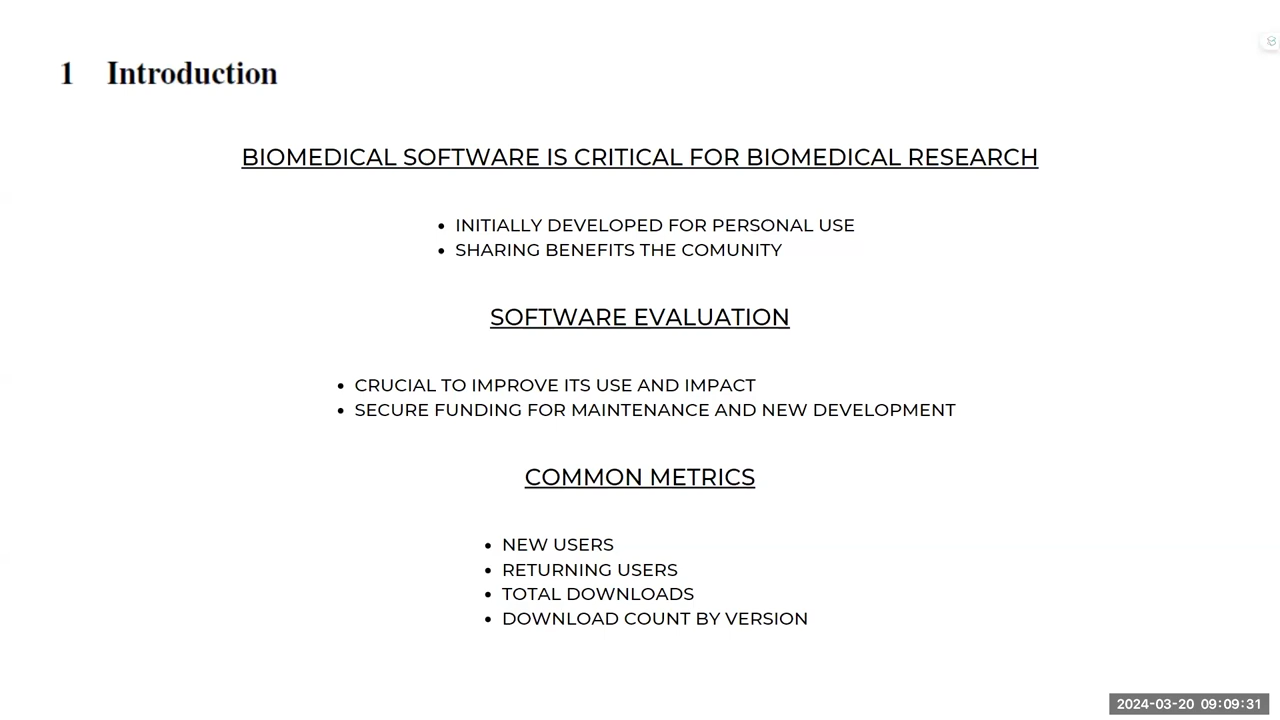 1 Introduction
BIOMEDICAL SOFTWARE IS CRITICAL FOR BIOMEDICAL RESEARCH
• INITIALLY DEVELOPED FOR PERSONAL USE
• SHARING BENEFITS THE COMUNITY
SOFTWARE EVALUATION
• CRUCIAL TO IMPROVE ITS USE AND IMPACT
• SECURE FUNDING FOR MAINTENANCE AND NEW DEVELOPMENT
COMMON METRICS
• NEW USERS
• RETURNING USERS
• TOTAL DOWNLOADS
• DOWNLOAD COUNT BY VERSION
2024-03-20 09:09:31